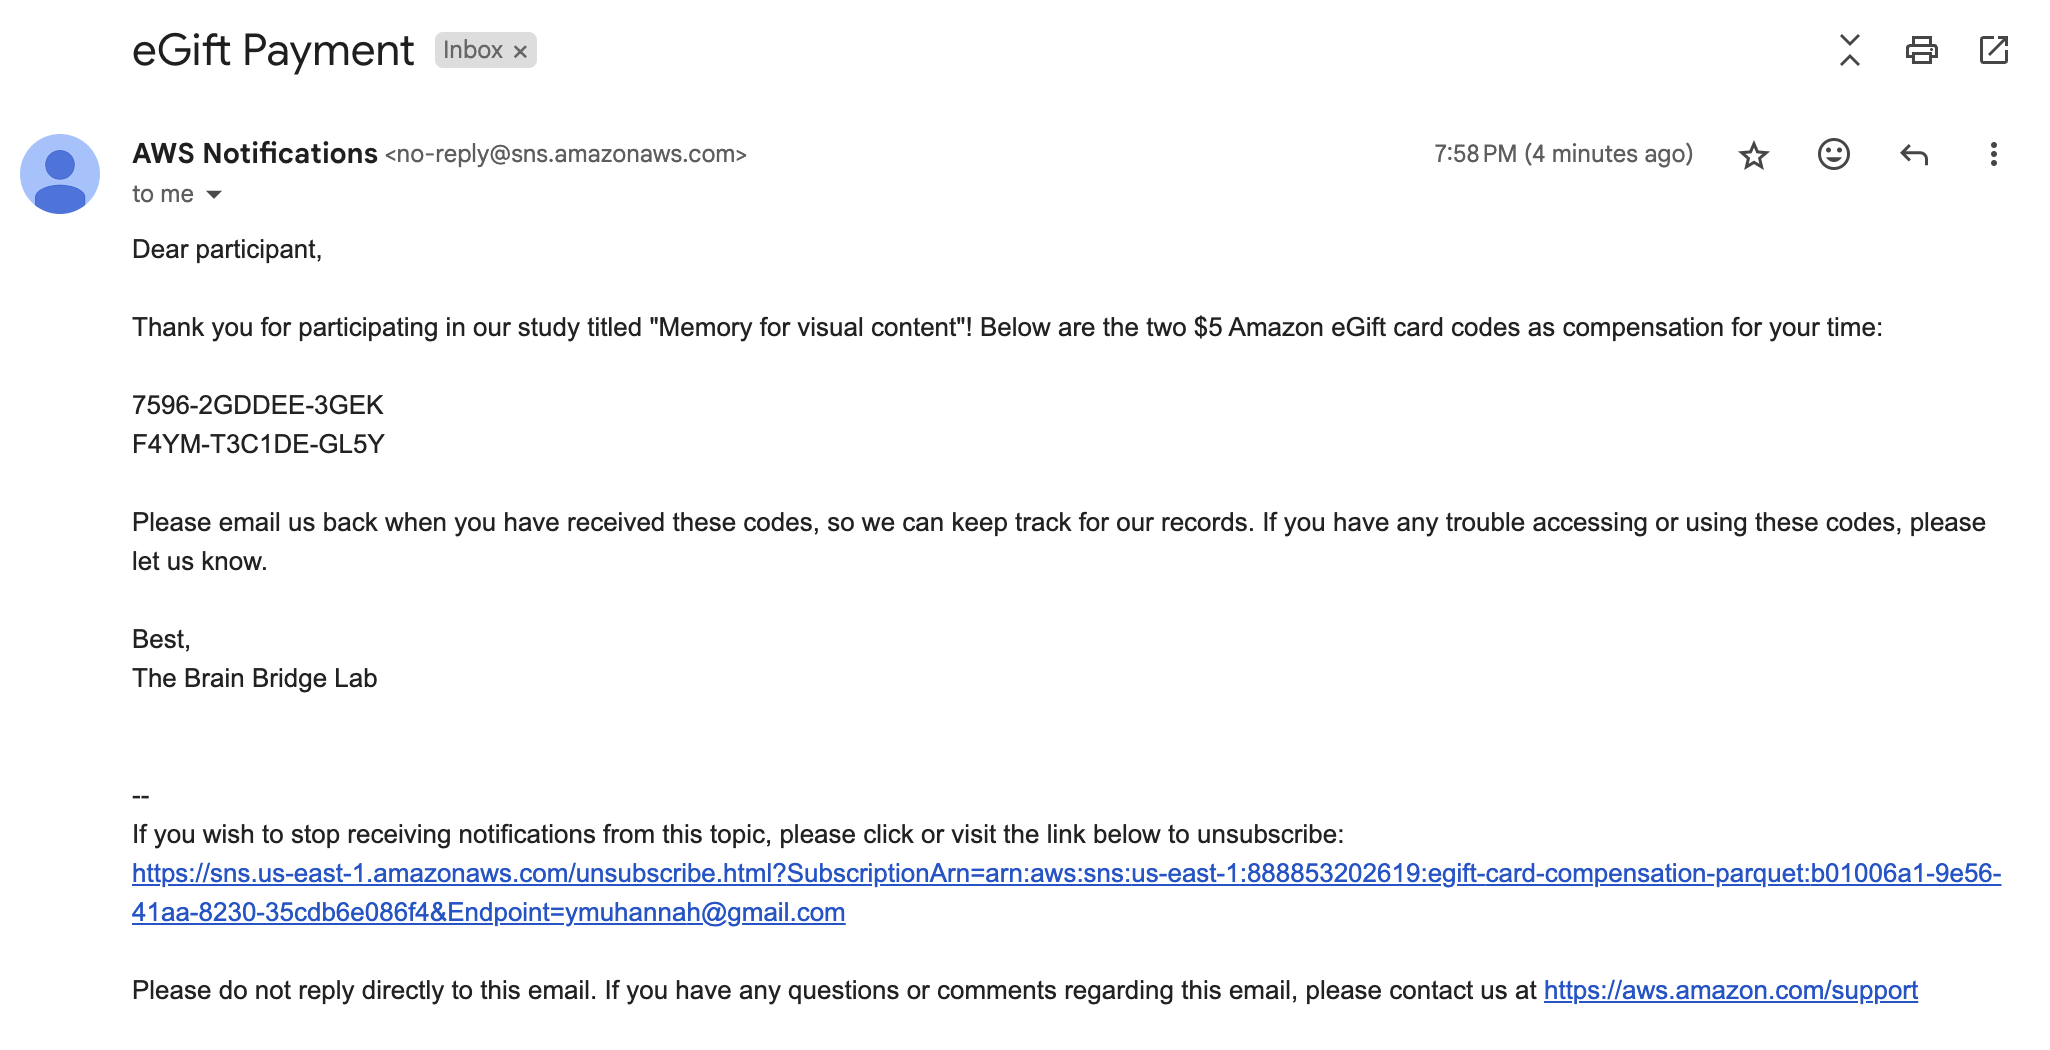 eGift Payment Inbox ×
AWS Notifications <no-reply@sns.amazonaws.com> 7:58 PM (4 minutes ago)
to me
Dear participant,
Thank you for participating in our study titled "Memory for visual content"! Below are the two $5 Amazon eGift card codes as compensation for your time:
7596-2GDDEE-3GEK
F4YM-T3C1DE-GL5Y
Please email us back when you have received these codes, so we can keep track for our records. If you have any trouble accessing or using these codes, please
let us know.
Best,
The Brain Bridge Lab
--
If you wish to stop receiving notifications from this topic, please click or visit the link below to unsubscribe:
https://sns.us-east-1.amazonaws.com/unsubscribe.html?SubscriptionArn=arn:aws:sns:us-east-1:888853202619:egift-card-compensation-parquet:b01006a1-9e56-
41aa-8230-35cdb6e086f4&Endpoint=ymuhannah@gmail.com
Please do not reply directly to this email. If you have any questions or comments regarding this email, please contact us at https://aws.amazon.com/support